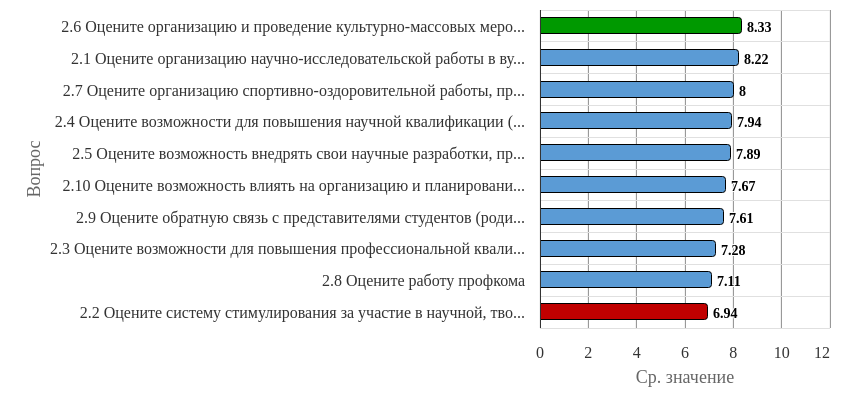 2.6 Оцените организацию и проведение культурно-массовых меро... 8.33
2.1 Оцените организацию научно-исследовательской работы в ву... 8.22
2.7 Оцените организацию спортивно-оздоровительной работы, пр... 8
2.4 Оцените возможности для повышения научной квалификации (... 7.94
2.5 Оцените возможность внедрять свои научные разработки, пр... 7.89
2.10 Оцените возможность влиять на организацию и планировани... 7.67
2.9 Оцените обратную связь с представителями студентов (роди... 7.61
2.3 Оцените возможности для повышения профессиональной квали... 7.28
2.8 Оцените работу профкома 7.11
2.2 Оцените систему стимулирования за участие в научной, тво... 6.94
Вопрос
0 2 4 6 8 10 12
Ср. значение